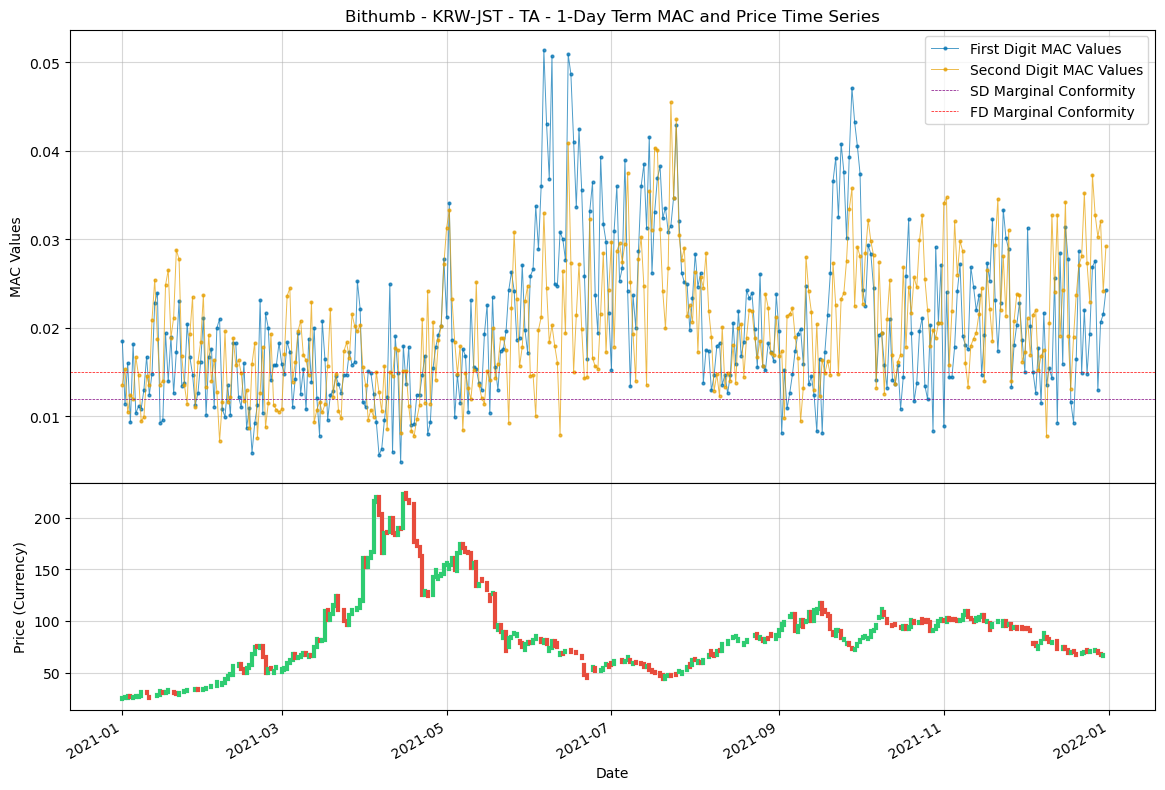 Bithumb - KRW-JST - TA - 1-Day Term MAC and Price Time Series
First Digit MAC Values
Second Digit MAC Values
SD Marginal Conformity
FD Marginal Conformity
MAC Values
0.05
0.04
0.03
0.02
0.01
Price (Currency)
200
150
100
50
2021-01
2021-03
2021-05
2021-07
2021-09
2021-11
2022-01
Date